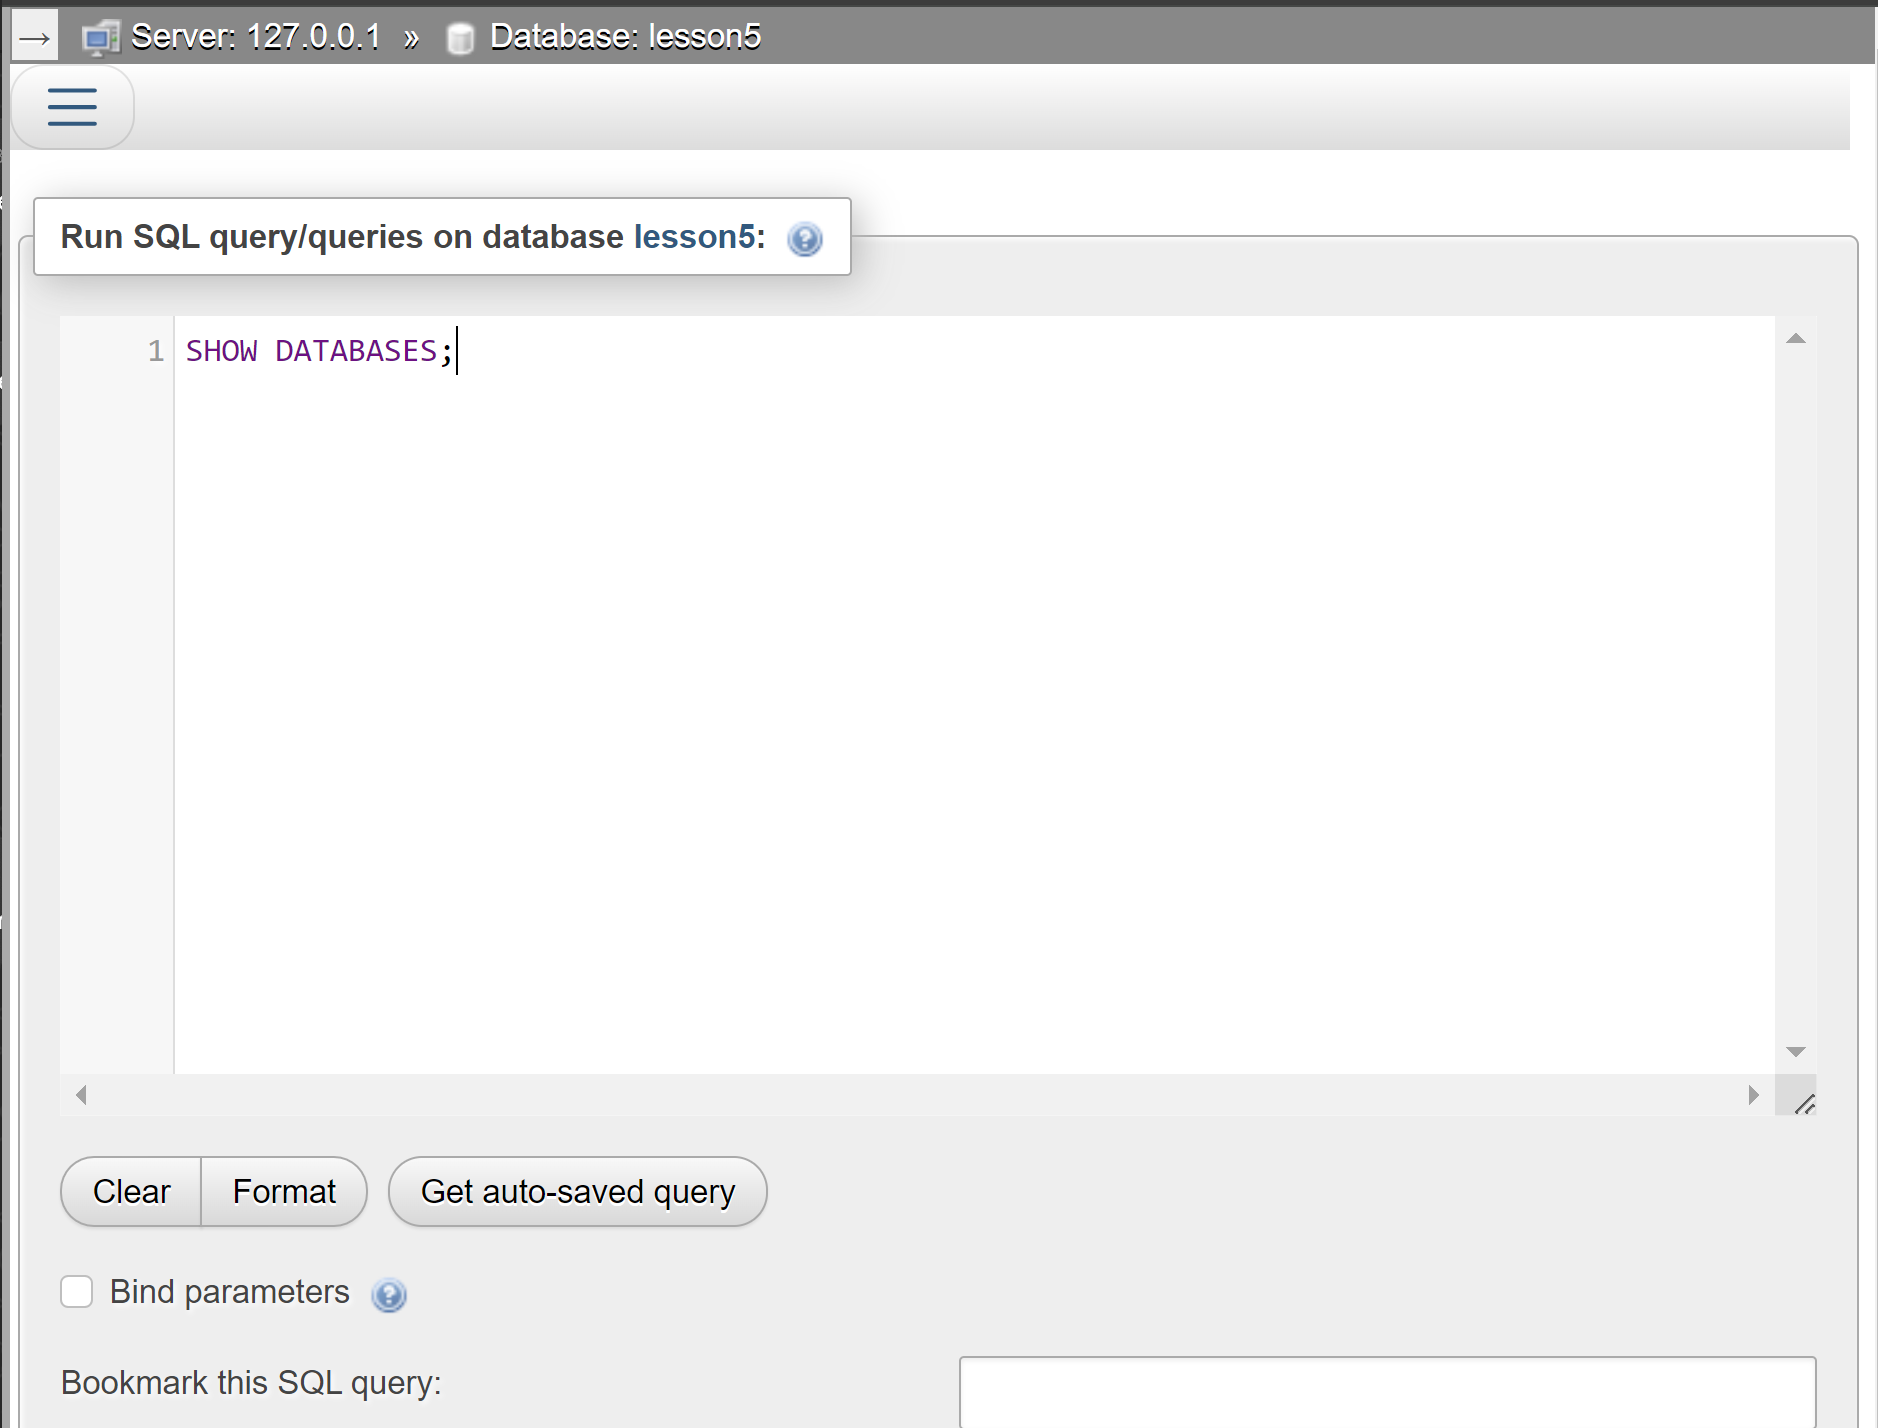 → Server: 127.0.0.1 » Database: lesson5
Run SQL query/queries on database lesson5:
1 SHOW DATABASES;
Clear Format Get auto-saved query
Bind parameters
Bookmark this SQL query: